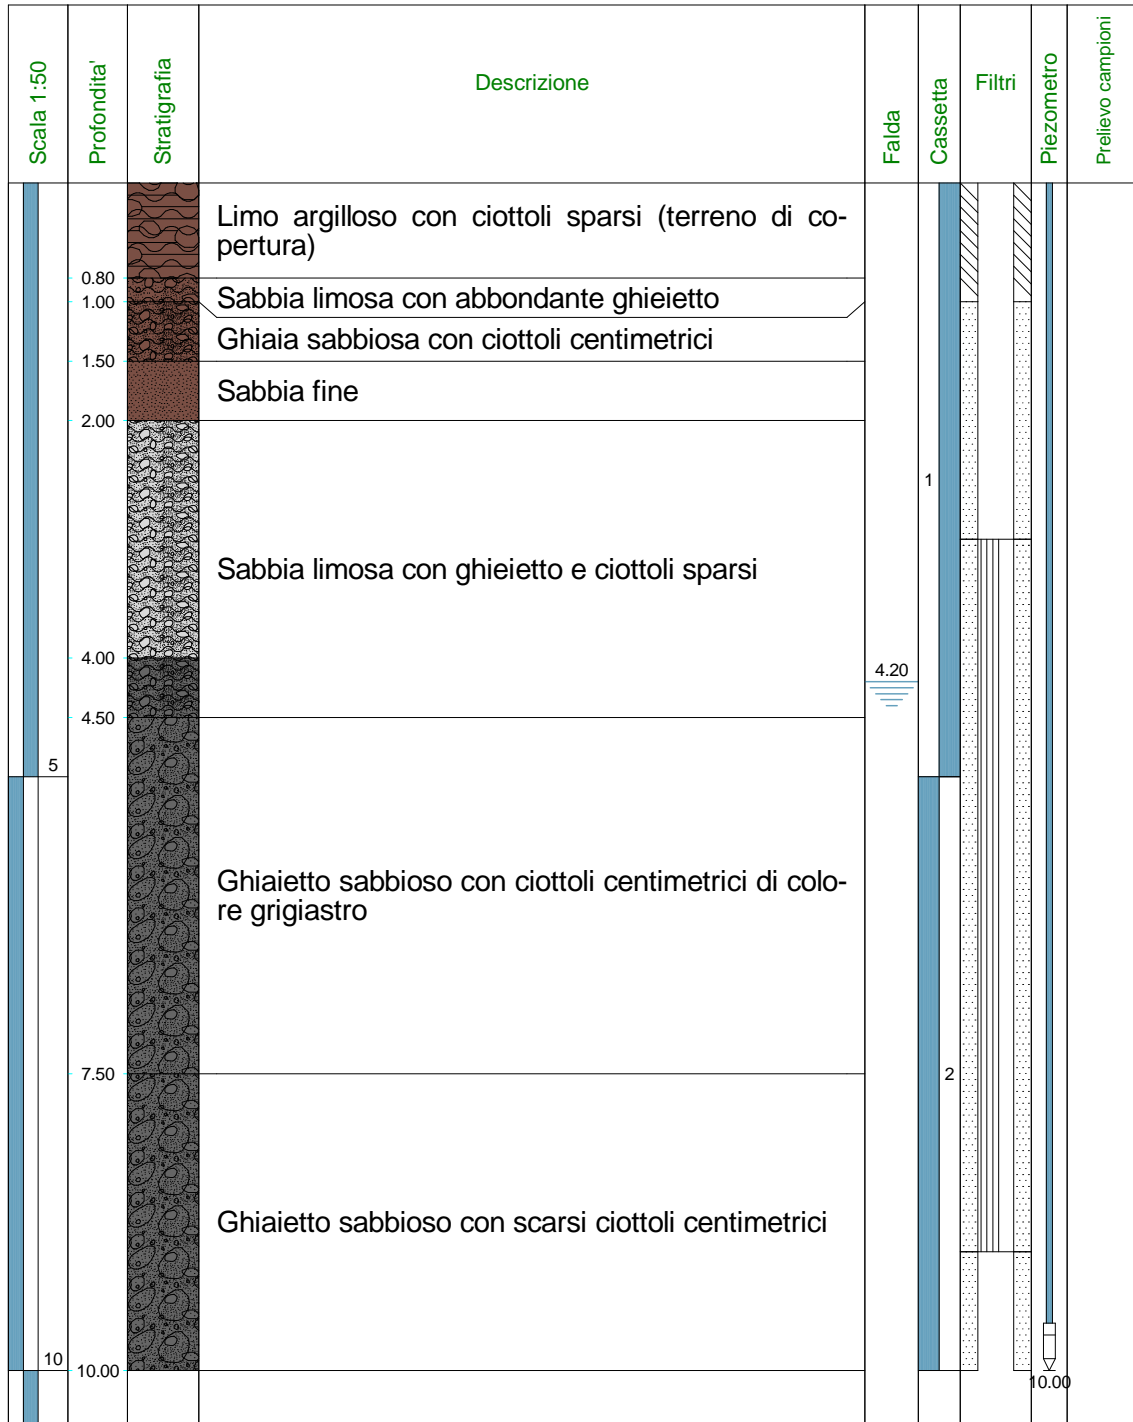 Scala 1:50
Profondita'
Stratigrafia
Descrizione
Falda
Cassetta
Filtri
Piezometro
Prelievo campioni
Limo argilloso con ciottoli sparsi (terreno di co-
pertura)
0.80
Sabbia limosa con abbondante ghieietto
1.00
Ghiaia sabbiosa con ciottoli centimetrici
1.50
Sabbia fine
2.00
1
Sabbia limosa con ghieietto e ciottoli sparsi
4.00
4.20
4.50
5
Ghiaietto sabbioso con ciottoli centimetrici di colo-
re grigiastro
7.50
2
Ghiaietto sabbioso con scarsi ciottoli centimetrici
10
10.00
10.00